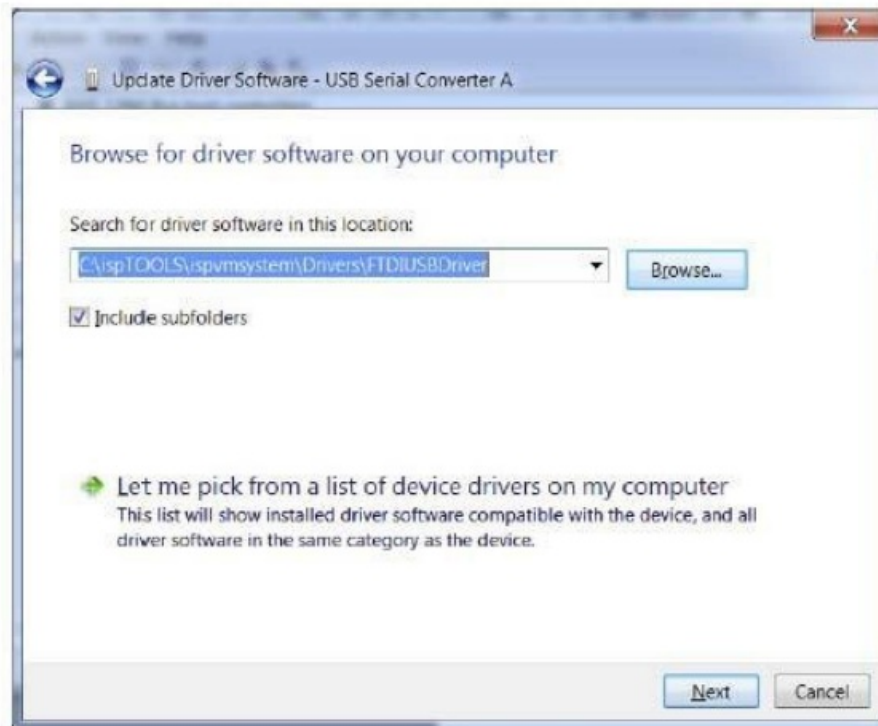 Update Driver Software - USB Serial Converter A
Browse for driver software on your computer
Search for driver software in this location:
C:\ispTOOLS\ispvmsystem\Drivers\FTDIUSBDriver
Browse...
Include subfolders
Let me pick from a list of device drivers on my computer
This list will show installed driver software compatible with the device, and all
driver software in the same category as the device.
Next
Cancel